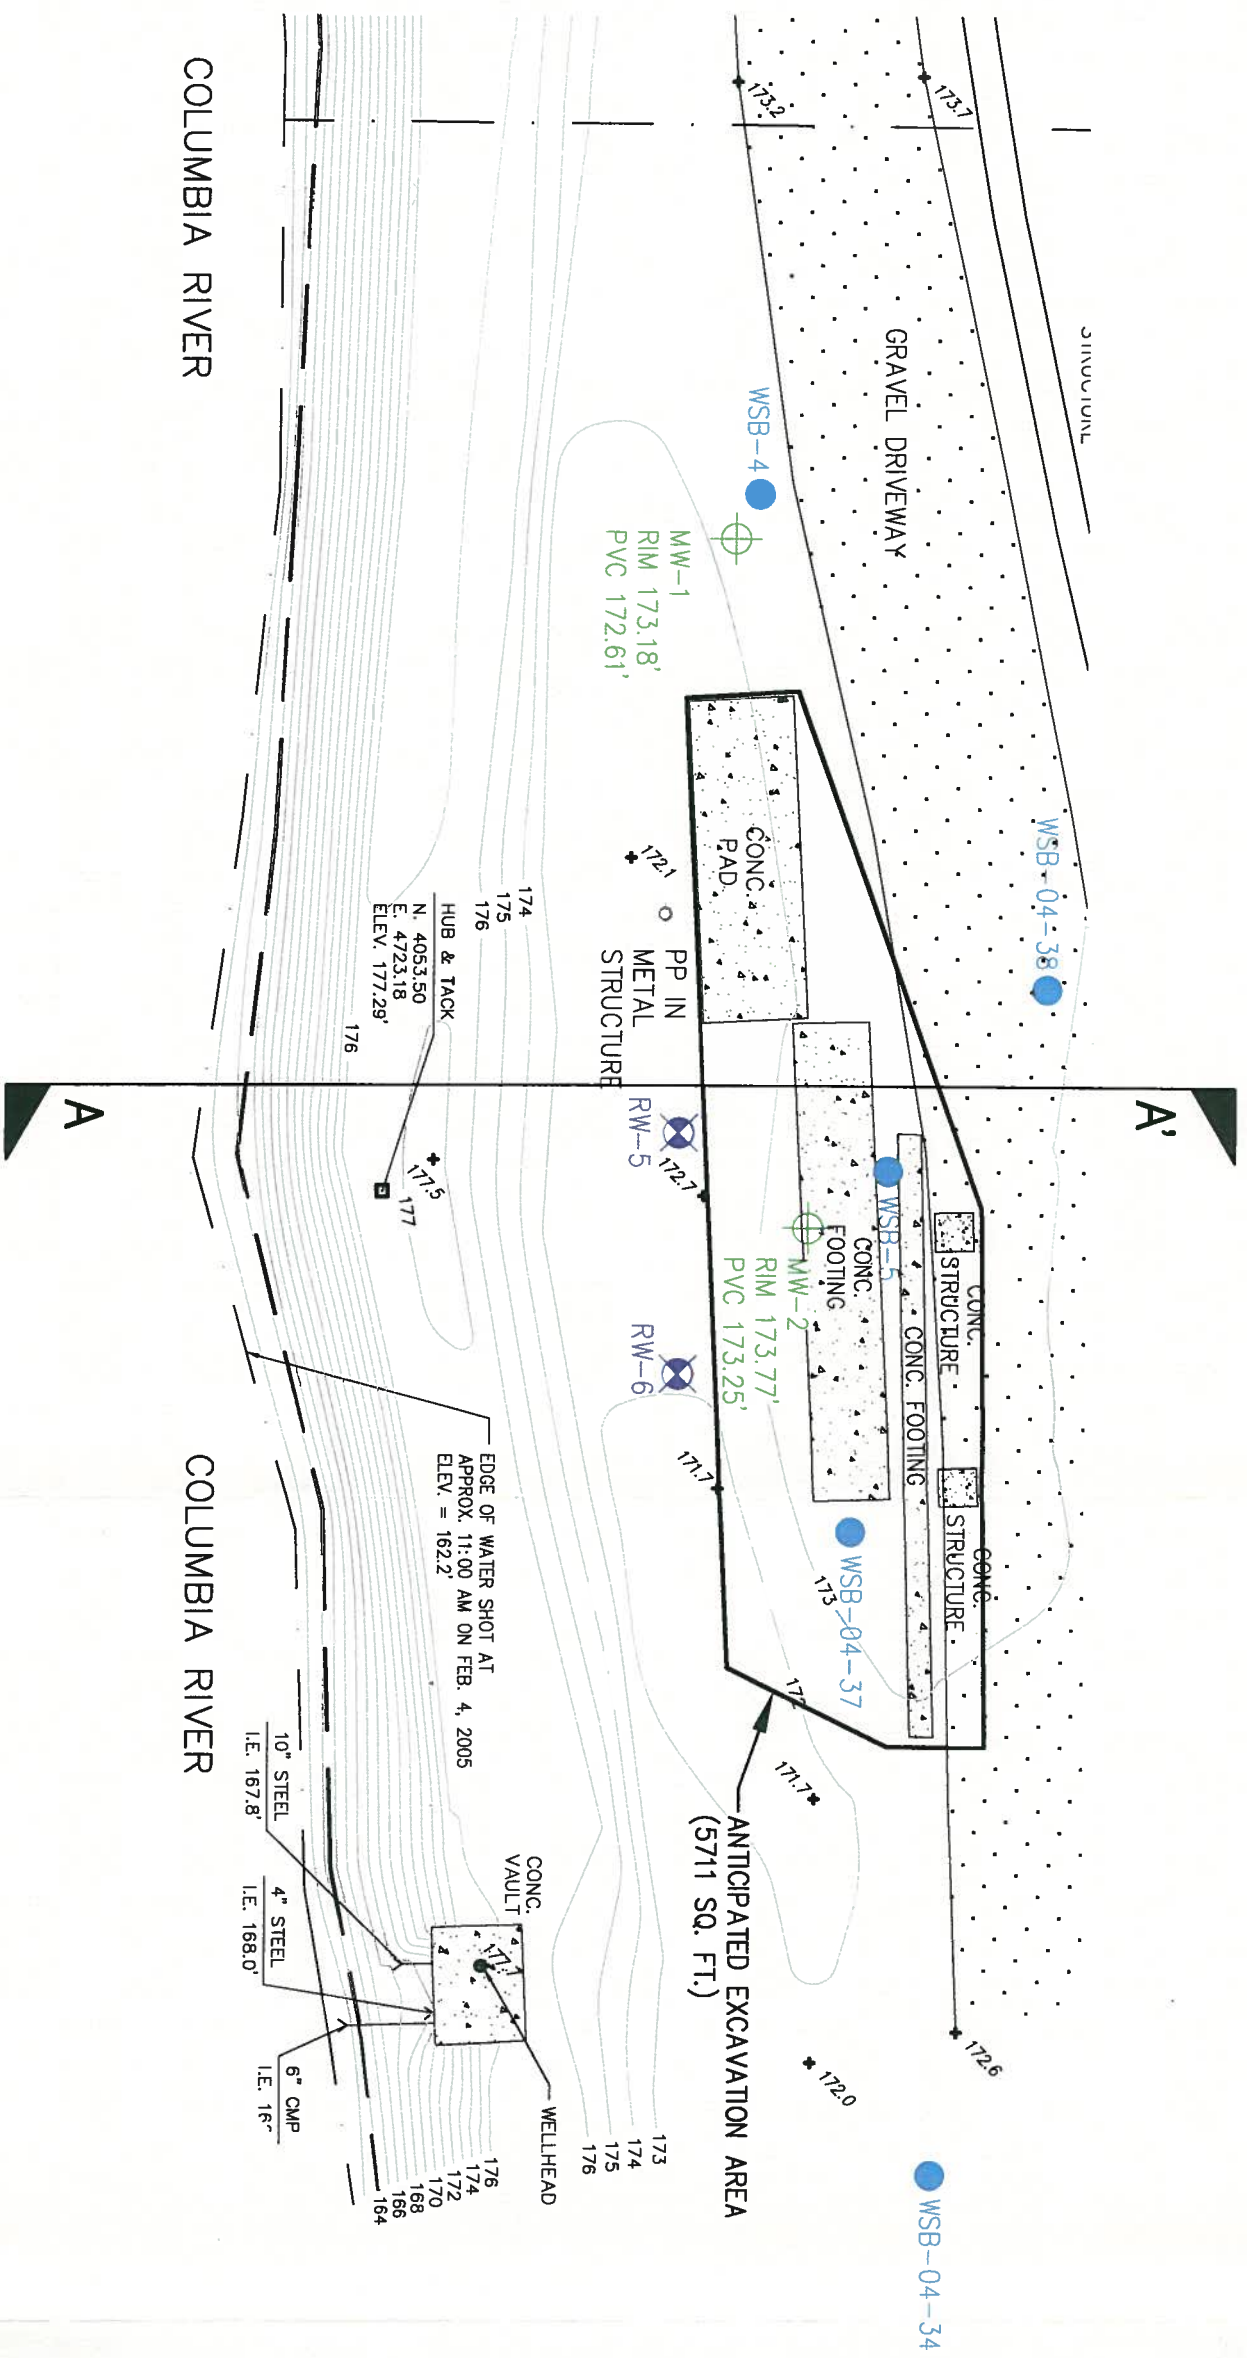 COLUMBIA RIVER
173.2
173.7
GRAVEL DRIVEWAY
WSB-4
MW-1
RIM 173.18'
PVC 172.61'
WSB-04-38
CONC.
PAD
172.1
PP IN
METAL
STRUCTURE
174
175
176
HUB & TACK
N. 4053.50
E. 4723.18
ELEV. 177.29'
176
A'
A
RW-5
172.7
177.5
177
WSB-5
CONC.
FOOTING
MW-2
RIM 173.77'
PVC 173.25'
CONC.
STRUCTURE
CONC. FOOTING
RW-6
171.7
CONC.
STRUCTURE
WSB-04-37
173
172
EDGE OF WATER SHOT AT
APPROX. 11:00 AM ON FEB. 4, 2005
ELEV. = 162.2'
COLUMBIA RIVER
171.7
ANTICIPATED EXCAVATION AREA
(5711 SQ. FT.)
10" STEEL
I.E. 167.8'
4" STEEL
I.E. 168.0'
6" CMP
I.E.
CONC.
VAULT
WELLHEAD
172.6
172.0
173
174
175
176
176
174
172
170
168
166
164
WSB-04-34